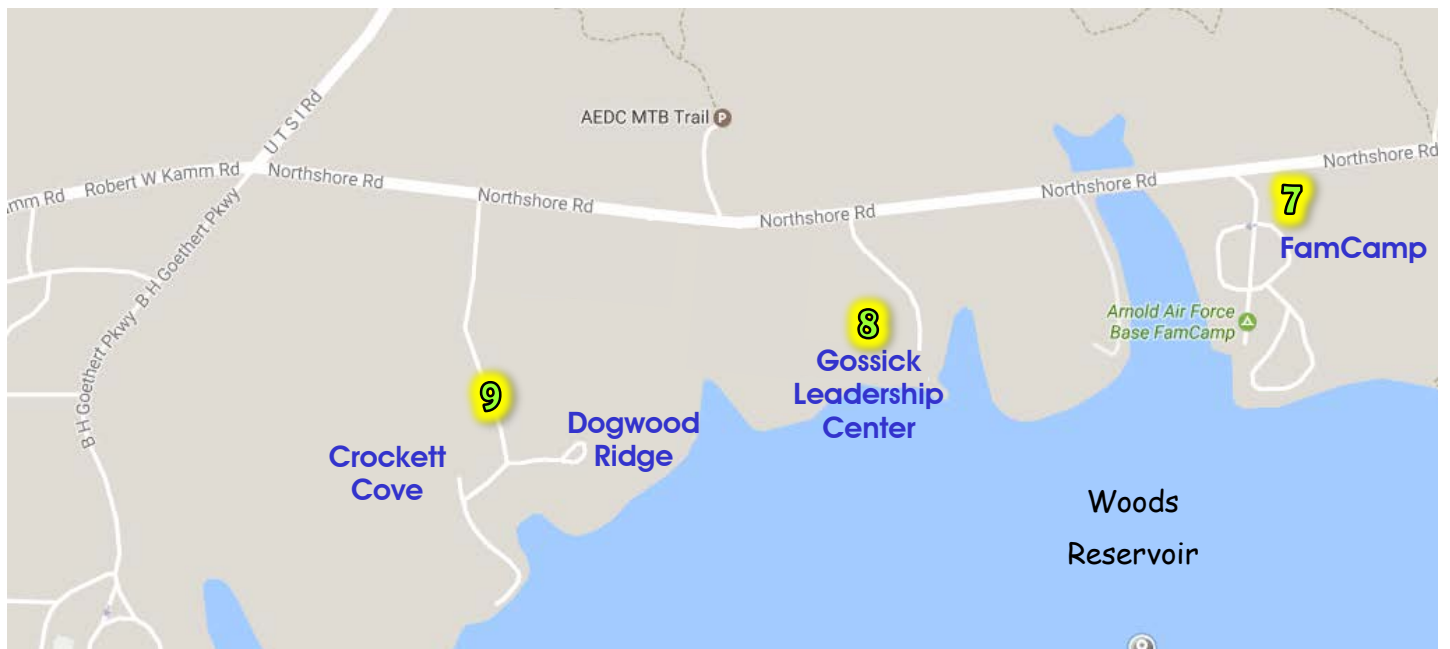 U T S I Rd
AEDC MTB Trail P
Northshore Rd
Robert W Kamm Rd
Northshore Rd
Northshore Rd
Northshore Rd
Northshore Rd
mm Rd
B H Goethert Pkwy
B H Goethert Pkwy
B H Goethert Pkwy
7
FamCamp
Arnold Air Force
Base FamCamp
8
Gossick
Leadership
Center
9
Dogwood
Ridge
Crockett
Cove
Woods
Reservoir